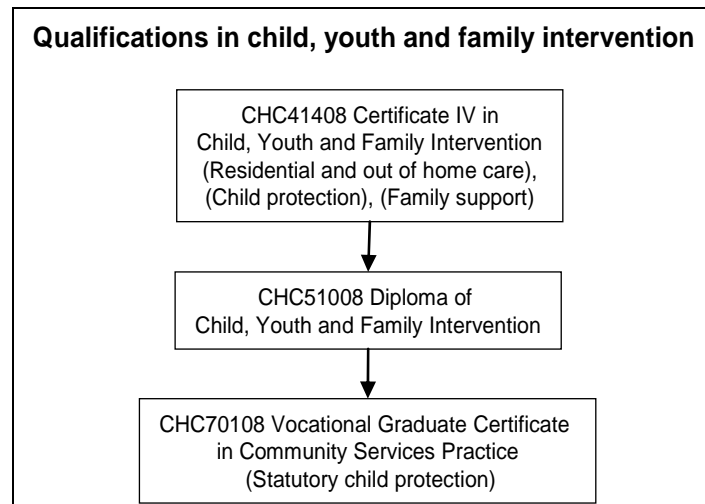 Qualifications in child, youth and family intervention
CHC41408 Certificate IV in
Child, Youth and Family Intervention
(Residential and out of home care),
(Child protection), (Family support)
CHC51008 Diploma of
Child, Youth and Family Intervention
CHC70108 Vocational Graduate Certificate
in Community Services Practice
(Statutory child protection)